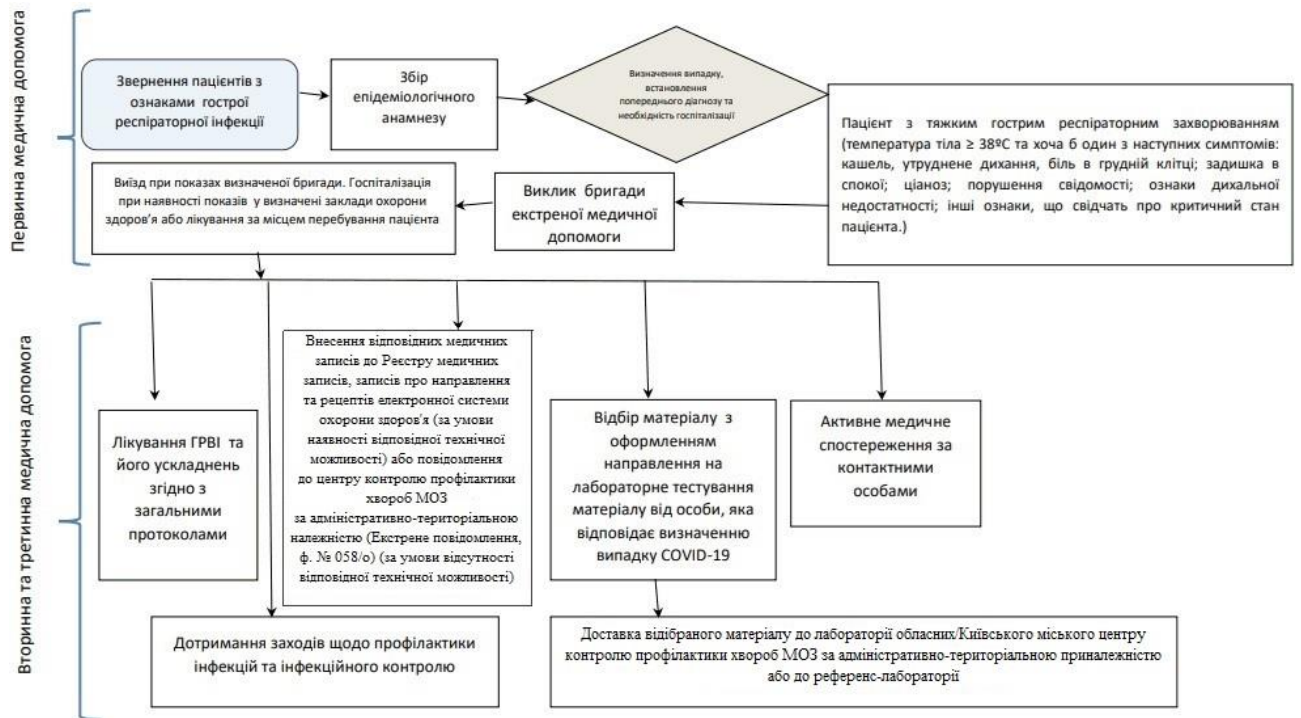 Первинна медична допомога
Звернення пацієнтів з
ознаками гострої
респіраторної інфекції
Збір
епідеміологічного
анамнезу
Визначення випадку,
встановлення
попереднього діагнозу та
необхідність госпіталізації
Пацієнт з тяжким гострим респіраторним захворюванням
(температура тіла ≥ 38ºС та хоча б один з наступних симптомів:
кашель, утруднене дихання, біль в грудній клітці; задишка в
спокої; ціаноз; порушення свідомості; ознаки дихальної
недостатності; інші ознаки, що свідчать про критичний стан
пацієнта.)
Виклик бригади
екстреної медичної
допомоги
Виїзд при показах визначеної бригади. Госпіталізація
при наявності показів у визначені заклади охорони
здоров’я або лікування за місцем перебування пацієнта
Вторинна та третинна медична допомога
Лікування ГРВІ та
його ускладнень
згідно з
загальними
протоколами
Внесення відповідних медичних
записів до Реєстру медичних
записів, записів про направлення
та рецептів електронної системи
охорони здоров'я (за умови
наявності відповідної технічної
можливості) або повідомлення
до центру контролю профілактики
хвороб МОЗ
за адміністративно-територіальною
належністю (Екстрене повідомлення,
ф. № 058/о) (за умови відсутності
відповідної технічної можливості)
Відбір матеріалу з
оформленням
направлення на
лабораторне тестування
матеріалу від особи, яка
відповідає визначенню
випадку COVID-19
Активне медичне
спостереження за
контактними
особами
Дотримання заходів щодо профілактики
інфекцій та інфекційного контролю
Доставка відібраного матеріалу до лабораторії обласних/Київського міського центру
контролю профілактики хвороб МОЗ за адміністративно-територіальною приналежністю
або до референс-лабораторії